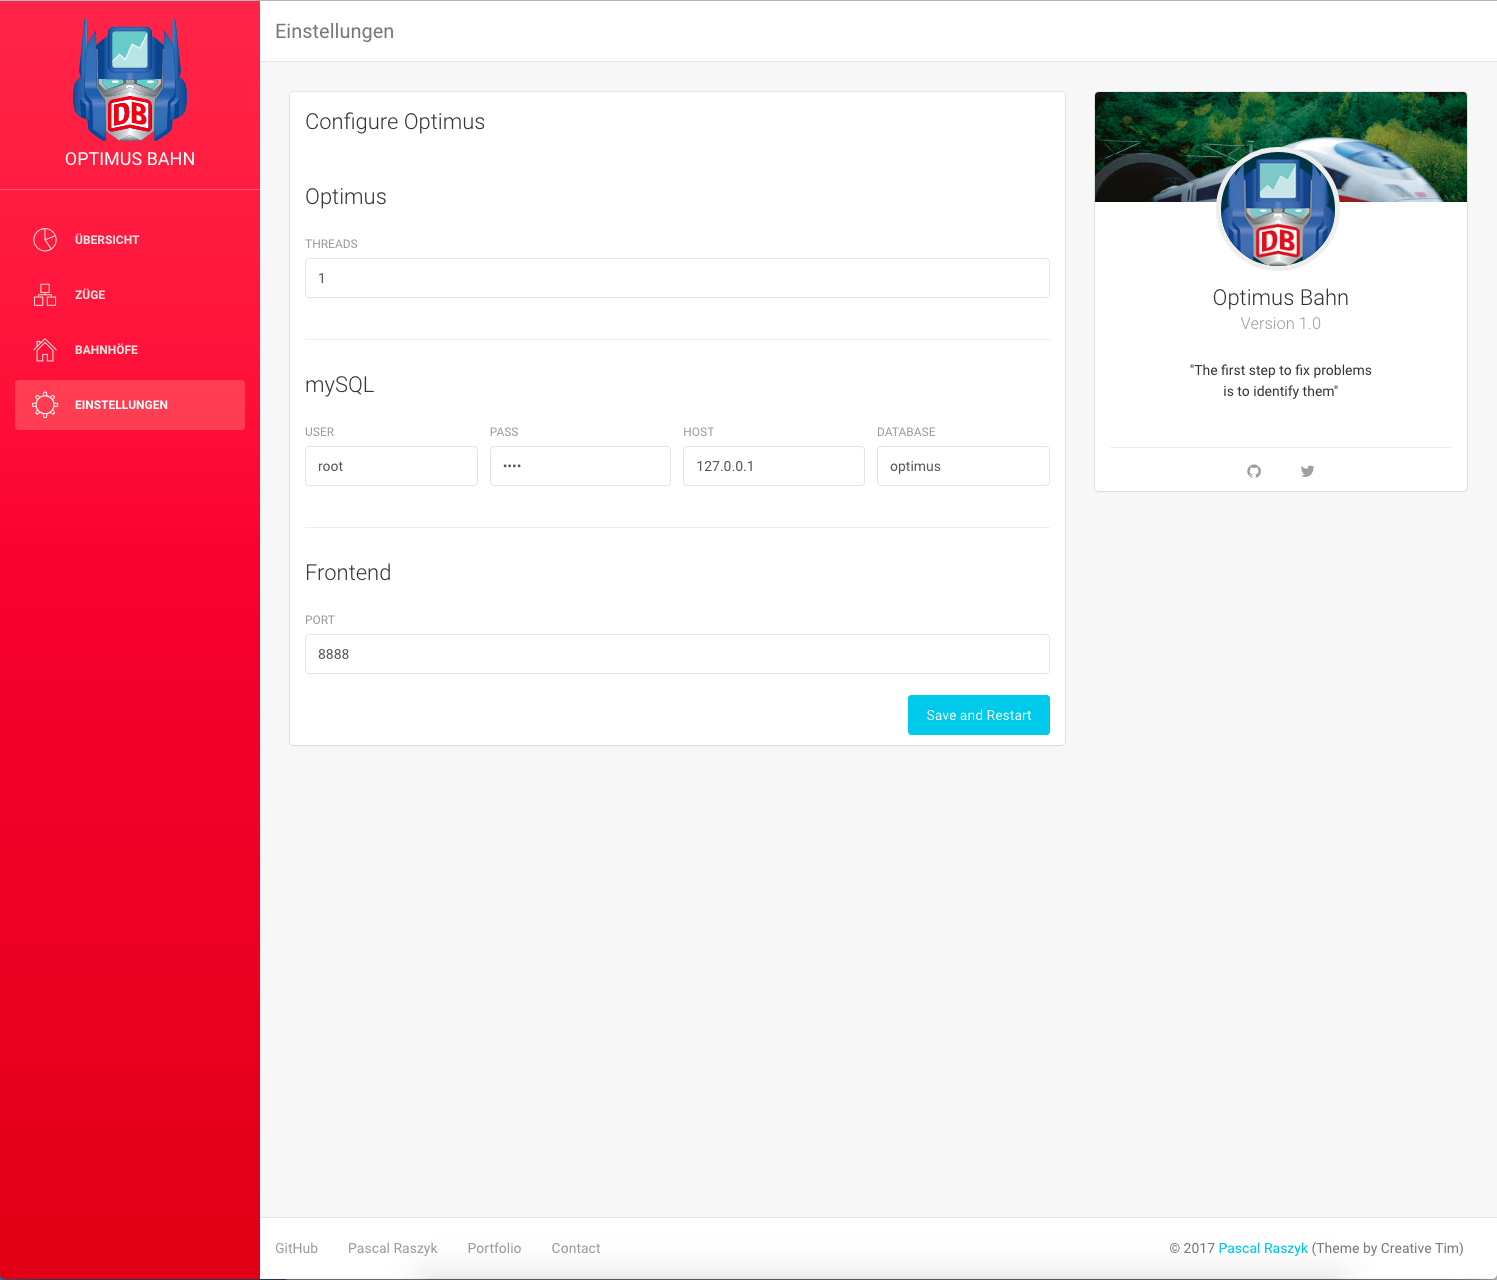 DB
OPTIMUS BAHN
ÜBERSICHT
ZÜGE
BAHNHÖFE
EINSTELLUNGEN
Einstellungen
Configure Optimus
Optimus
THREADS
1
mySQL
USER PASS HOST DATABASE
root •••• 127.0.0.1 optimus
Frontend
PORT
8888
Save and Restart
DB
Optimus Bahn
Version 1.0
"The first step to fix problems
is to identify them"
GitHub Pascal Raszyk Portfolio Contact
© 2017 Pascal Raszyk (Theme by Creative Tim)